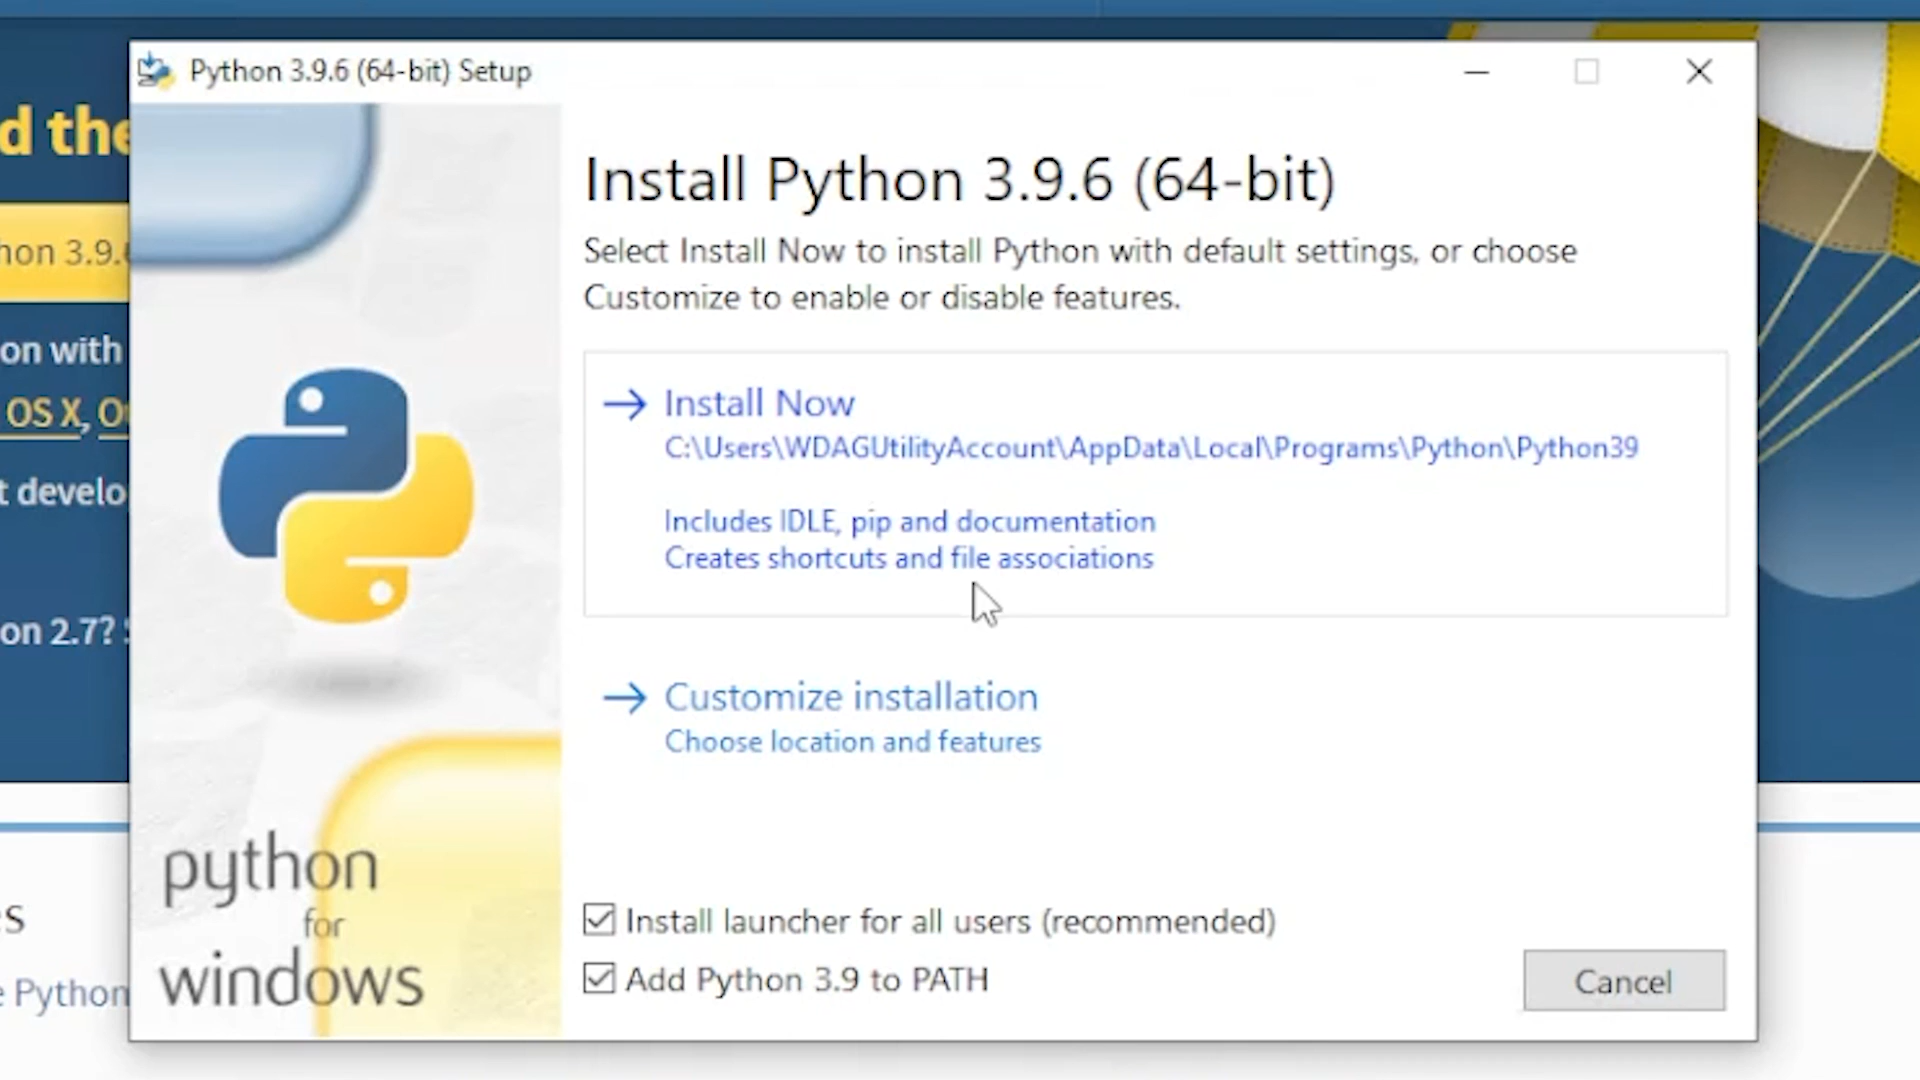 Python 3.9.6 (64-bit) Setup
d the
Install Python 3.9.6 (64-bit)
Select Install Now to install Python with default settings, or choose
Customize to enable or disable features.
hon 3.9.
on with
OS X, O
t develo
on 2.7?
Install Now
C:\Users\WDAGUtilityAccount\AppData\Local\Programs\Python\Python39
Includes IDLE, pip and documentation
Creates shortcuts and file associations
Customize installation
Choose location and features
python
for
windows
s
e Python
Install launcher for all users (recommended)
Add Python 3.9 to PATH
Cancel